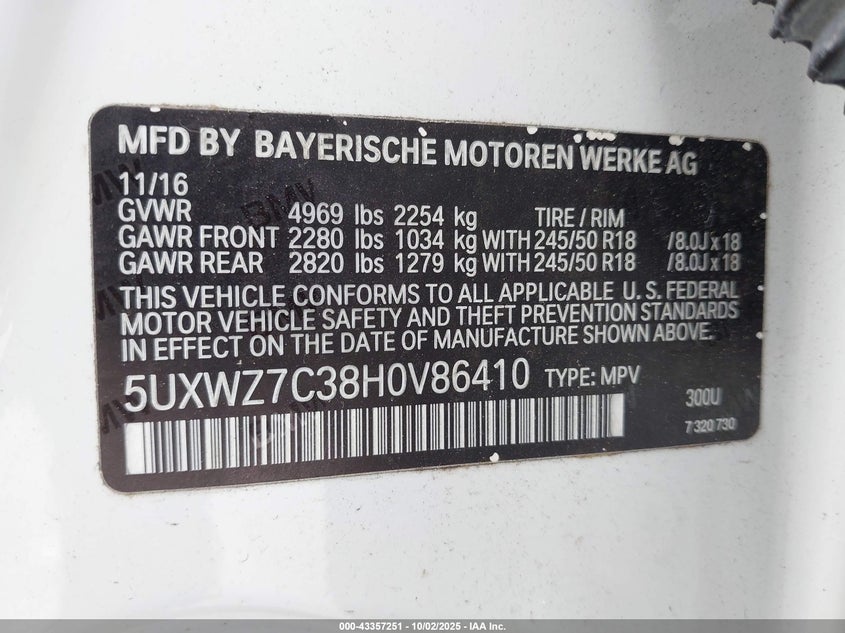 MFD BY BAYERISCHE MOTOREN WERKE AG
11/16
GVWR 4969 lbs 2254 kg TIRE / RIM
GAWR FRONT 2280 lbs 1034 kg WITH 245/50 R18 /8.0J x 18
GAWR REAR 2820 lbs 1279 kg WITH 245/50 R18 /8.0J x 18
THIS VEHICLE CONFORMS TO ALL APPLICABLE U. S. FEDERAL
MOTOR VEHICLE SAFETY AND THEFT PREVENTION STANDARDS
IN EFFECT ON THE DATE OF MANUFACTURE SHOWN ABOVE.
5UXWZ7C38H0V86410 TYPE: MPV 300U
7 320 730
000-43357251 - 10/02/2025 - IAA Inc.